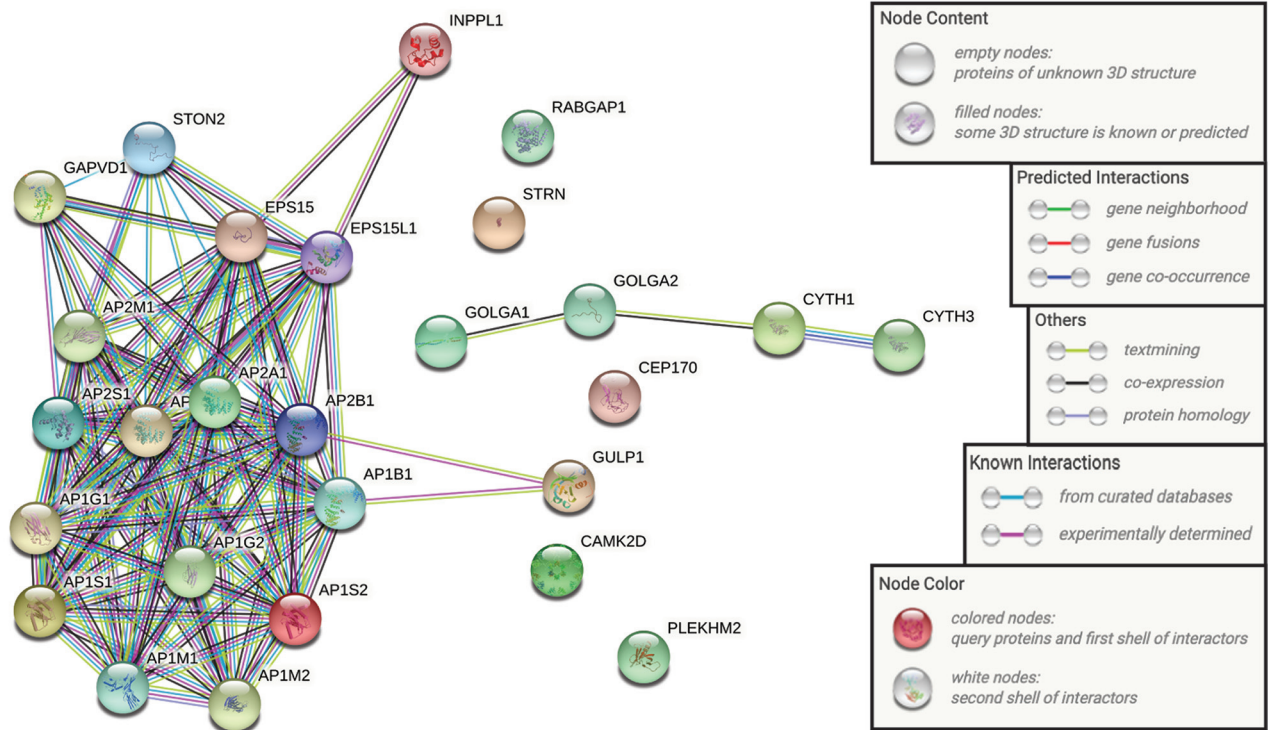 INPPL1
RABGAP1
STON2
GAPVD1
STRN
EPS15
EPS15L1
GOLGA2
AP2M1
GOLGA1
CYTH1
CYTH3
CEP170
AP2A1
AP2S1
AP
AP2B1
GULP1
AP1B1
AP1G1
AP1G2
CAMK2D
AP1S1
AP1S2
PLEKHM2
AP1M1
AP1M2
Node Content
empty nodes:
proteins of unknown 3D structure
filled nodes:
some 3D structure is known or predicted
Predicted Interactions
gene neighborhood
gene fusions
gene co-occurrence
Others
textmining
co-expression
protein homology
Known Interactions
from curated databases
experimentally determined
Node Color
colored nodes:
query proteins and first shell of interactors
white nodes:
second shell of interactors